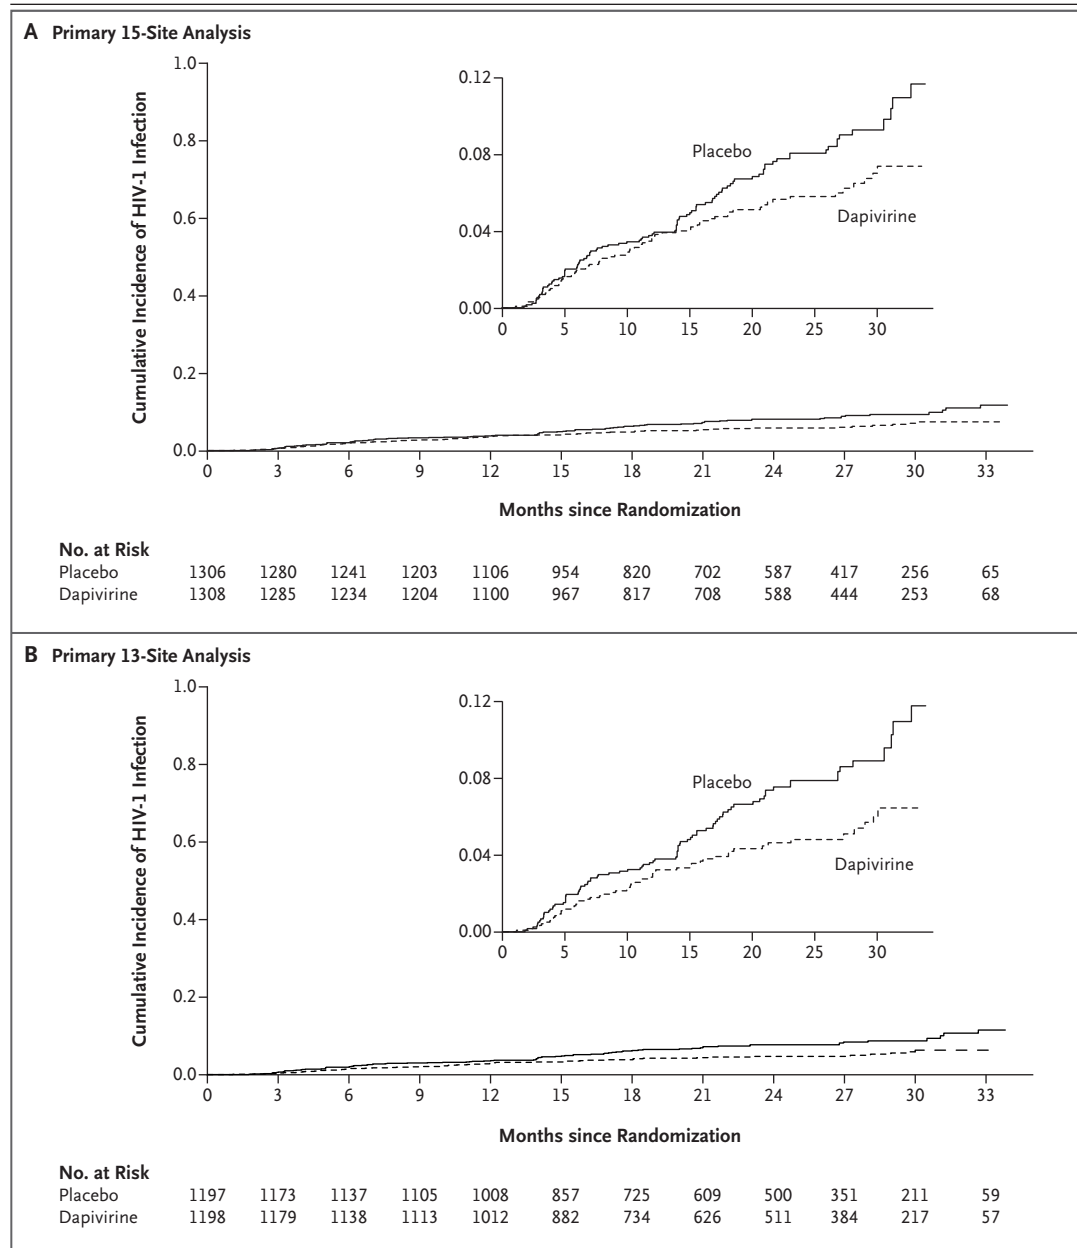 A Primary 15-Site Analysis
Cumulative Incidence of HIV-1 Infection
1.0
0.8
0.6
0.4
0.2
0.0
0 3 6 9 12 15 18 21 24 27 30 33
0.12
0.08
0.04
0.00
0 5 10 15 20 25 30
Placebo
Dapivirine
Months since Randomization
No. at Risk
Placebo 1306 1280 1241 1203 1106 954 820 702 587 417 256 65
Dapivirine 1308 1285 1234 1204 1100 967 817 708 588 444 253 68
B Primary 13-Site Analysis
Cumulative Incidence of HIV-1 Infection
1.0
0.8
0.6
0.4
0.2
0.0
0 3 6 9 12 15 18 21 24 27 30 33
0.12
0.08
0.04
0.00
0 5 10 15 20 25 30
Placebo
Dapivirine
Months since Randomization
No. at Risk
Placebo 1197 1173 1137 1105 1008 857 725 609 500 351 211 59
Dapivirine 1198 1179 1138 1113 1012 882 734 626 511 384 217 57